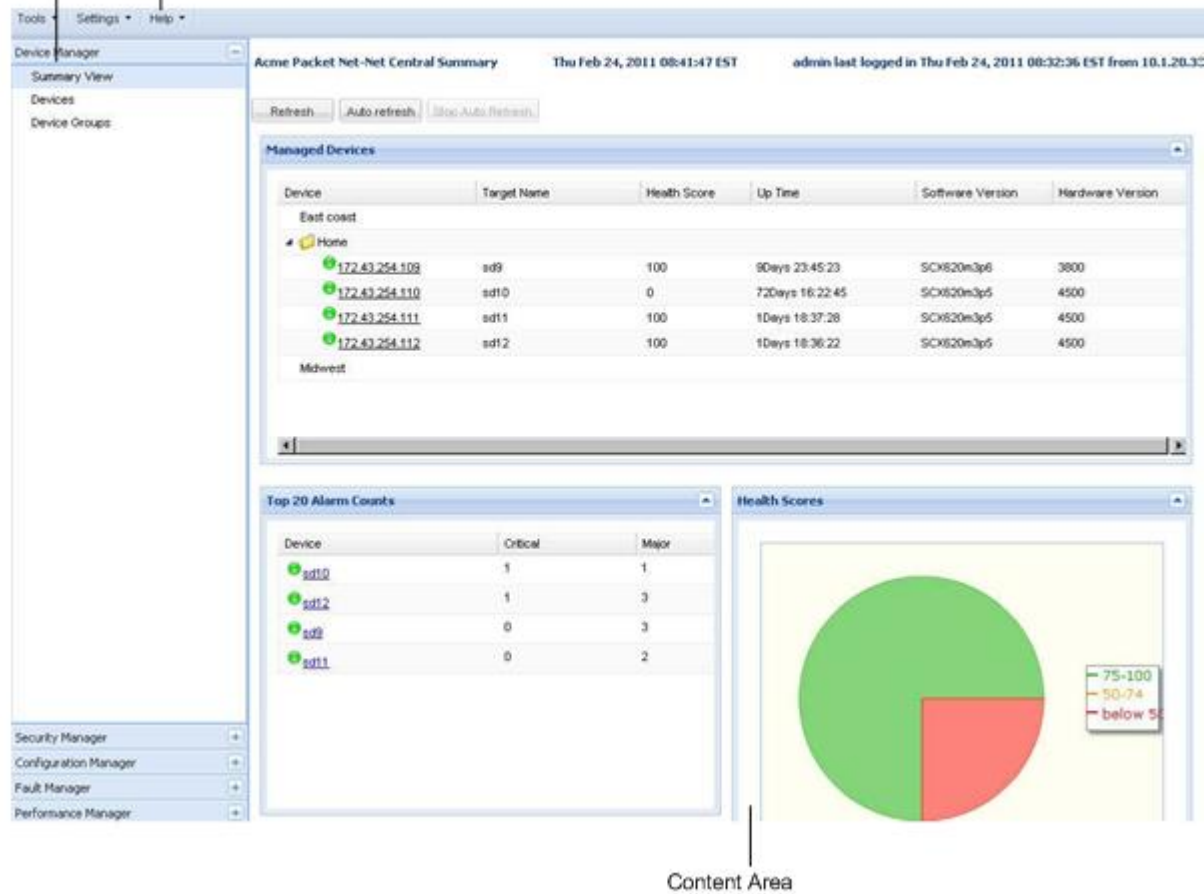 Tools Settings Help
Device Manager
Summary View
Devices
Device Groups
Security Manager
Configuration Manager
Fault Manager
Performance Manager
Acme Packet Net-Net Central Summary Thu Feb 24, 2011 08:41:47 EST admin last logged in Thu Feb 24, 2011 08:32:36 EST from 10.1.20.33
Refresh Auto refresh Stop Auto Refresh
Managed Devices
Device Target Name Health Score Up Time Software Version Hardware Version
East coast
Home
172.43.254.109 sd9 100 9Days 23:45:23 SCX620m3p6 3800
172.43.254.110 sd10 0 72Days 16:22:45 SCX620m3p5 4500
172.43.254.111 sd11 100 1Days 18:37:28 SCX620m3p5 4500
172.43.254.112 sd12 100 1Days 18:36:22 SCX620m3p5 4500
Midwest
Top 20 Alarm Counts
Device Critical Major
sd10 1 1
sd12 1 3
sd9 0 3
sd11 0 2
Health Scores
75-100
50-74
below 50
Content Area